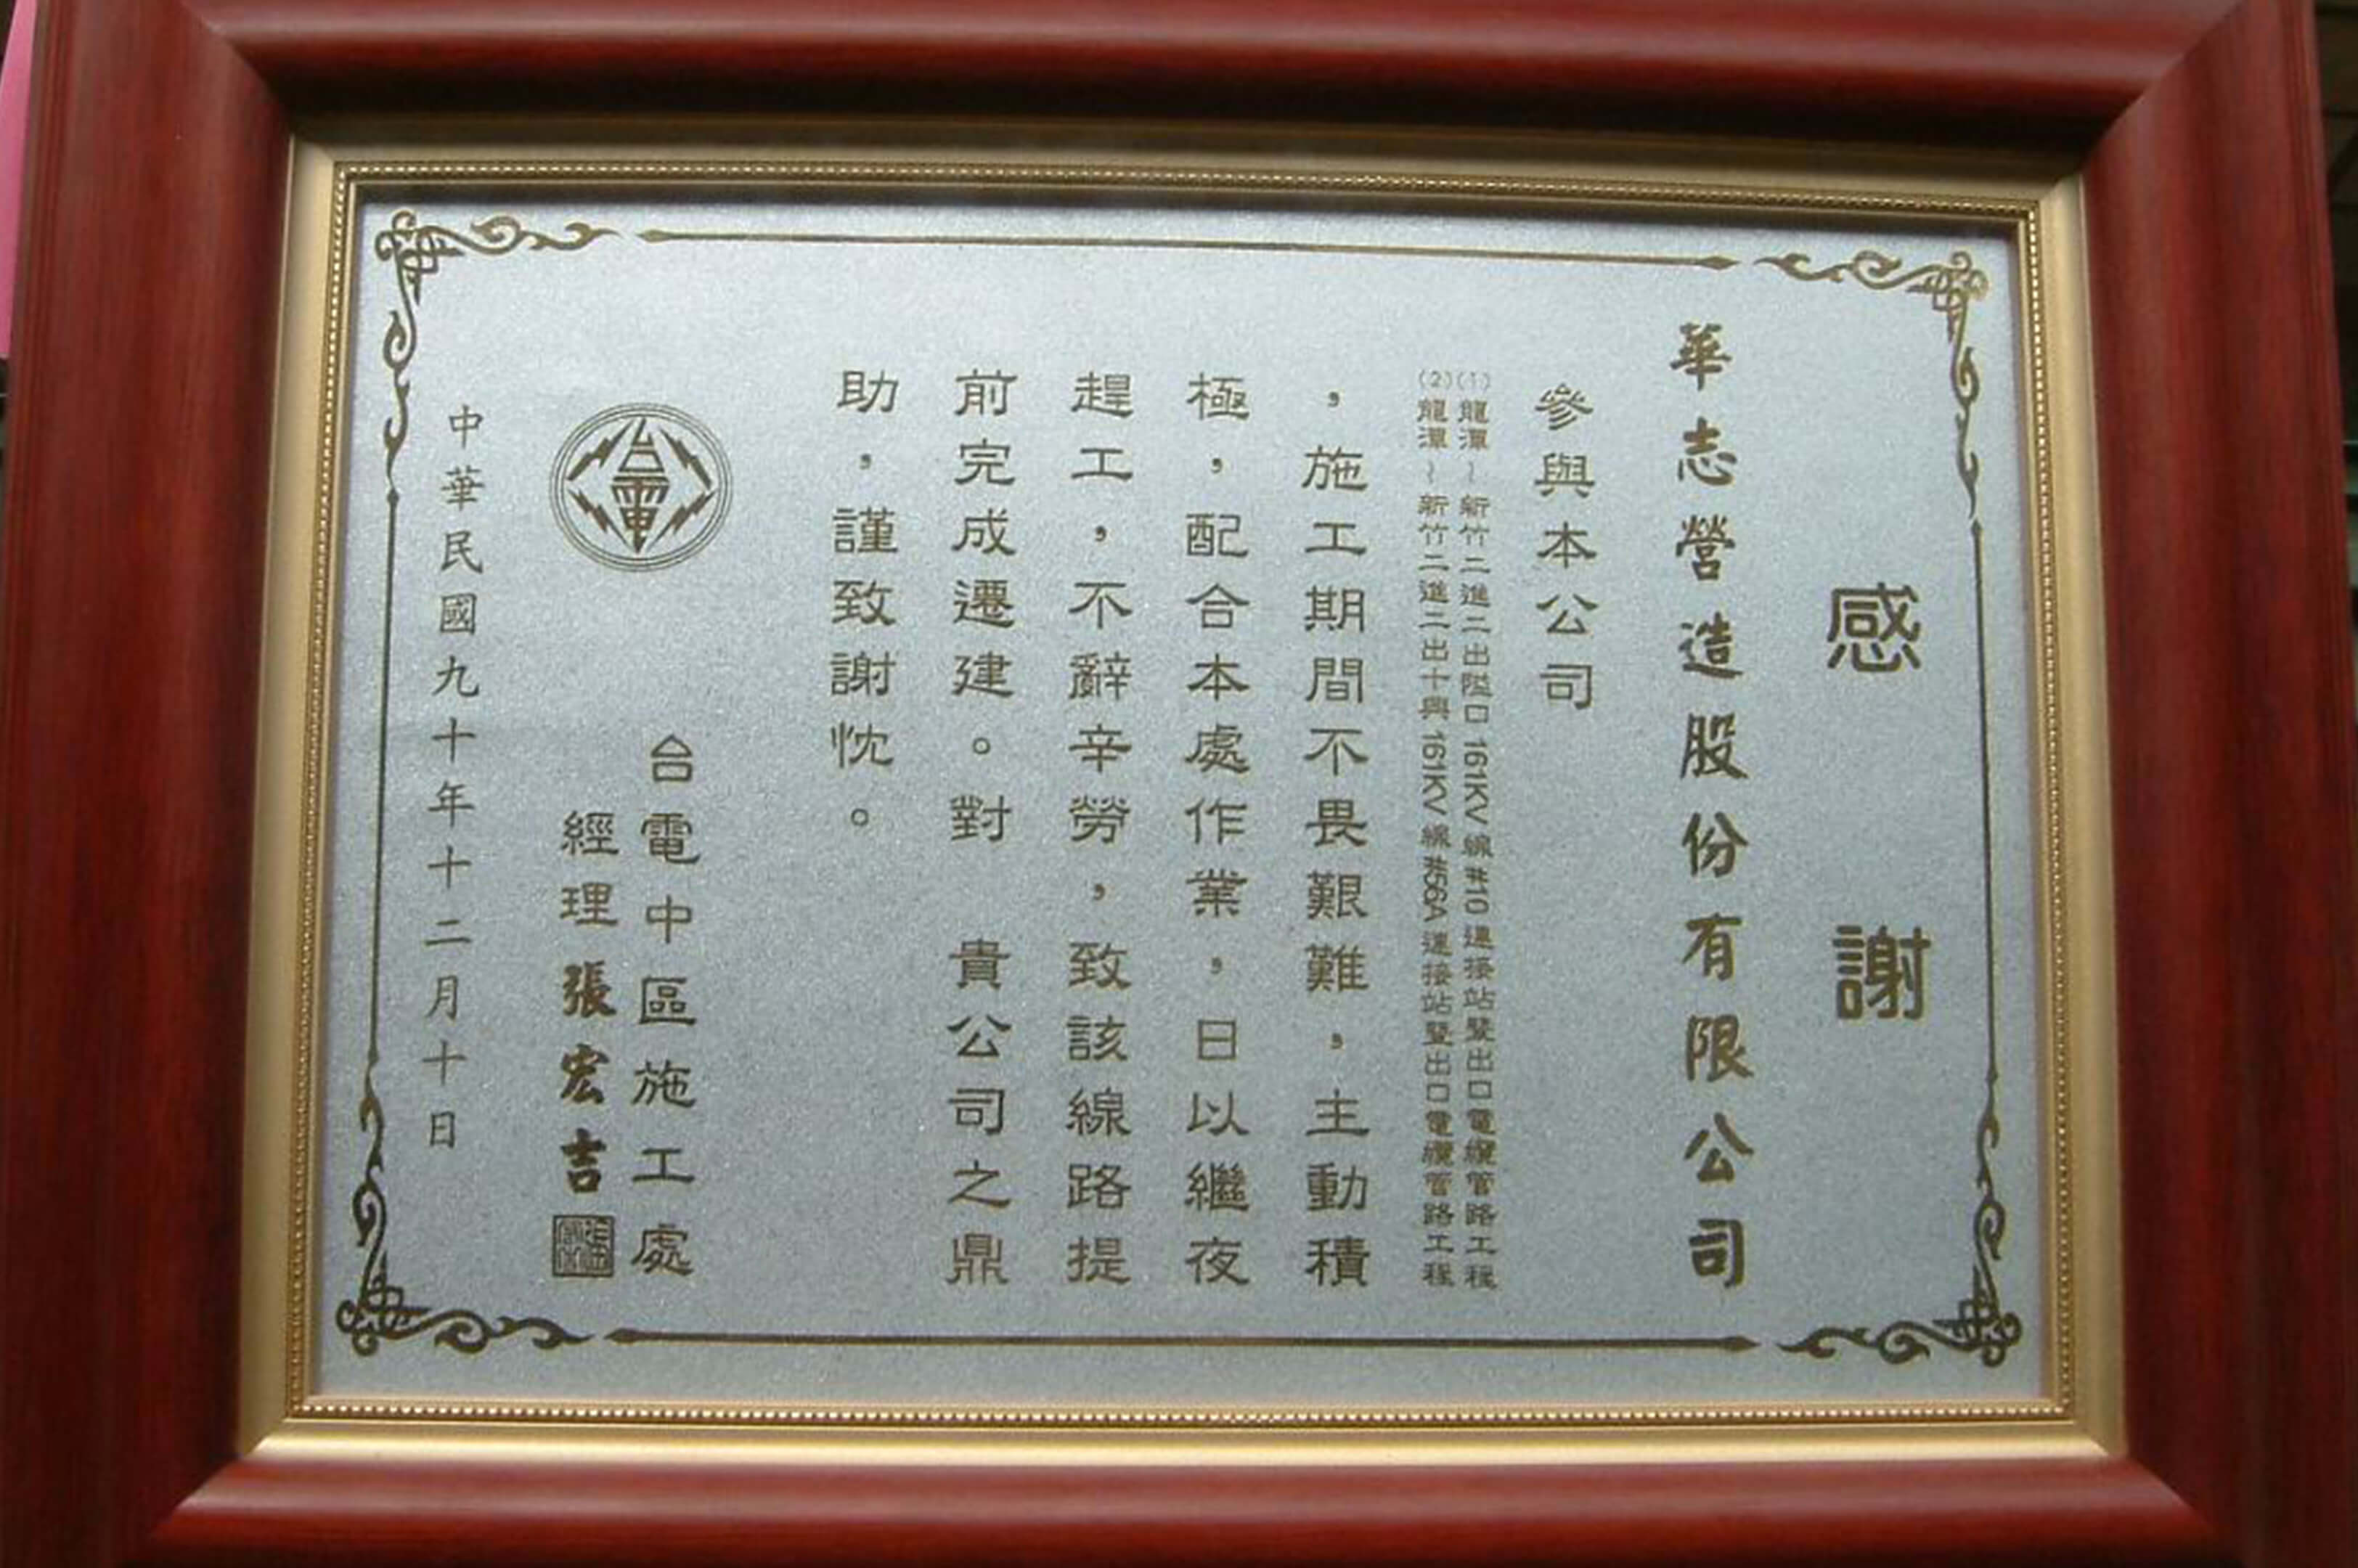 感謝
華志營造股份有限公司
參與本公司
(1)龍潭~新竹二進二出隘口161KV線#10連接站暨出口電纜管路工程
(2)龍潭~新竹二進二出十興161KV線#56A連接站暨出口電纜管路工程
，施工期間不畏艱難，主動積
極，配合本處作業，日以繼夜
趕工，不辭辛勞，致該線路提
前完成遷建。對　貴公司之鼎
助，謹致謝忱。
台電
台電中區施工處
經理張宏吉
中華民國九十年十二月十日